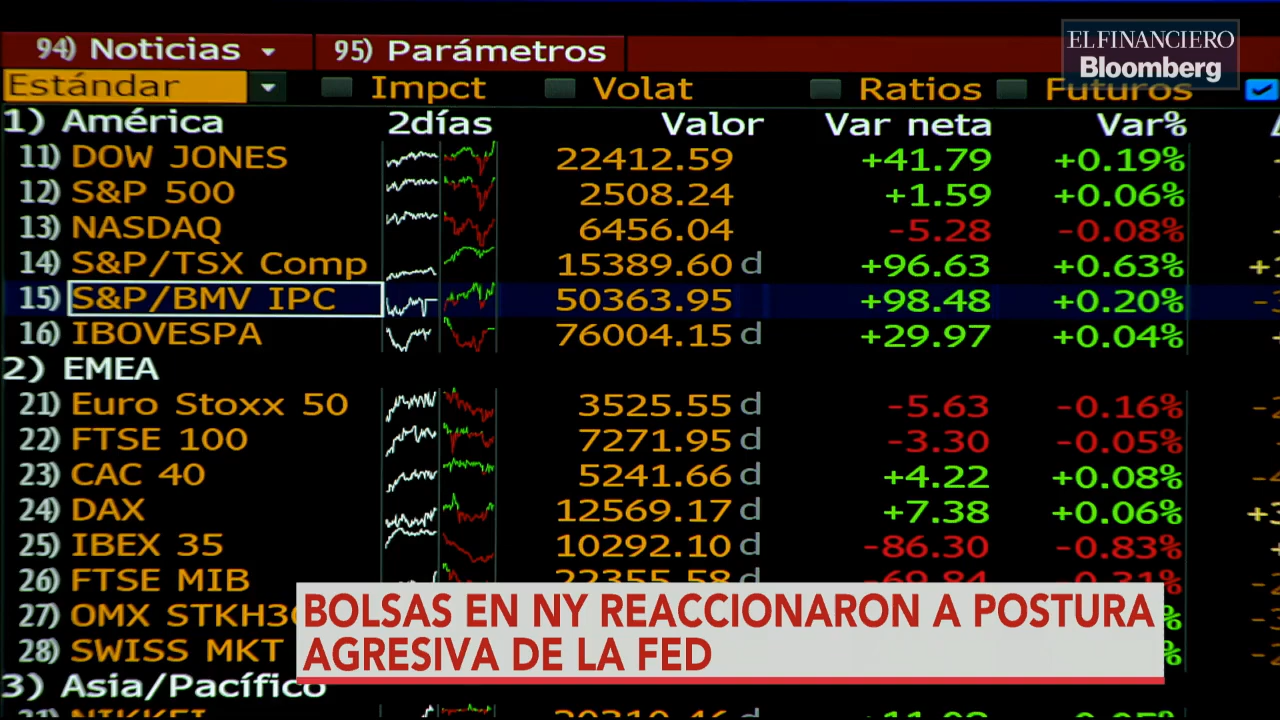 94) Noticias
95) Parámetros
EL FINANCIERO
Bloomberg
Estándar Impct Volat Ratios Futuros
1) América 2días Valor Var neta Var%
11) DOW JONES 22412.59 +41.79 +0.19%
12) S&P 500 2508.24 +1.59 +0.06%
13) NASDAQ 6456.04 -5.28 -0.08%
14) S&P/TSX Comp 15389.60 d +96.63 +0.63%
15) S&P/BMV IPC 50363.95 +98.48 +0.20%
16) IBOVESPA 76004.15 d +29.97 +0.04%
2) EMEA
21) Euro Stoxx 50 3525.55 d -5.63 -0.16%
22) FTSE 100 7271.95 d -3.30 -0.05%
23) CAC 40 5241.66 d +4.22 +0.08%
24) DAX 12569.17 d +7.38 +0.06%
25) IBEX 35 10292.10 d -86.30 -0.83%
26) FTSE MIB 22355.58 -69.84 -0.31%
27) OMX
28) SWISS MKT
BOLSAS EN NY REACCIONARON A POSTURA
AGRESIVA DE LA FED
3) Asia/Pacífico
NIKKEI